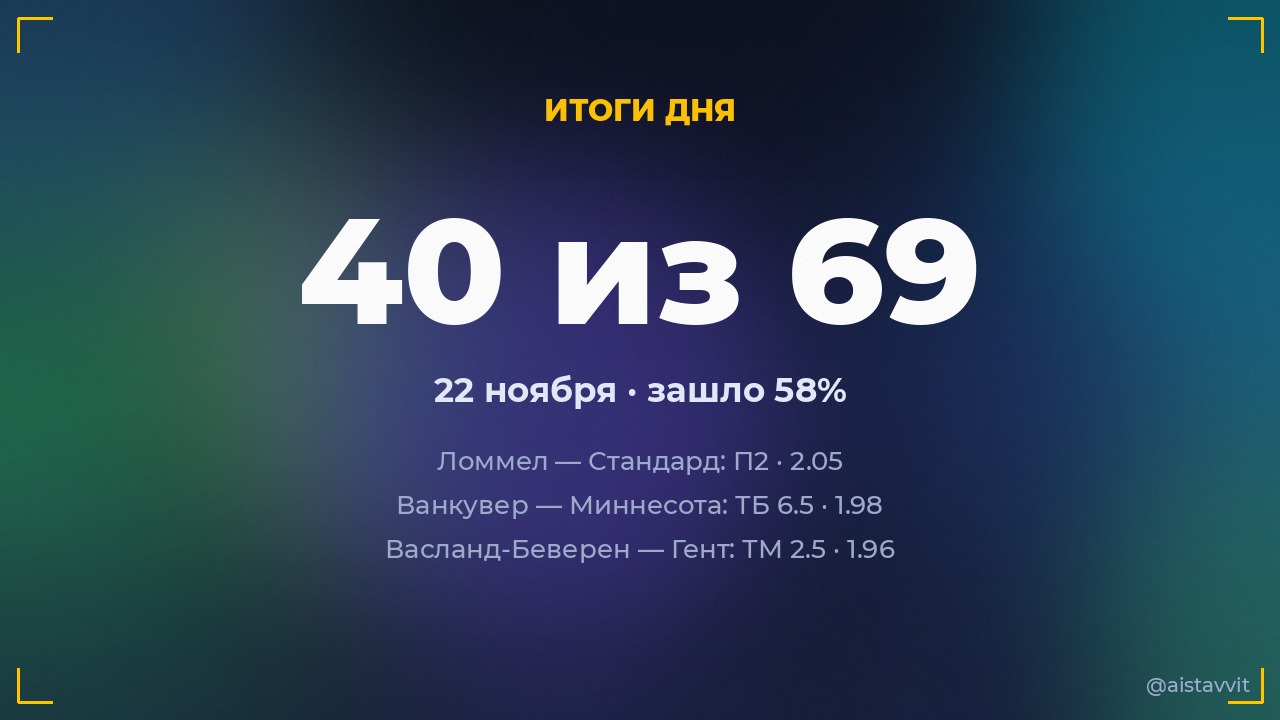 ИТОГИ ДНЯ
40 из 69
22 ноября · зашло 58%
Ломмел — Стандард: П2 · 2.05
Ванкувер — Миннесота: ТБ 6.5 · 1.98
Васланд-Беверен — Гент: ТМ 2.5 · 1.96
@aistavvit